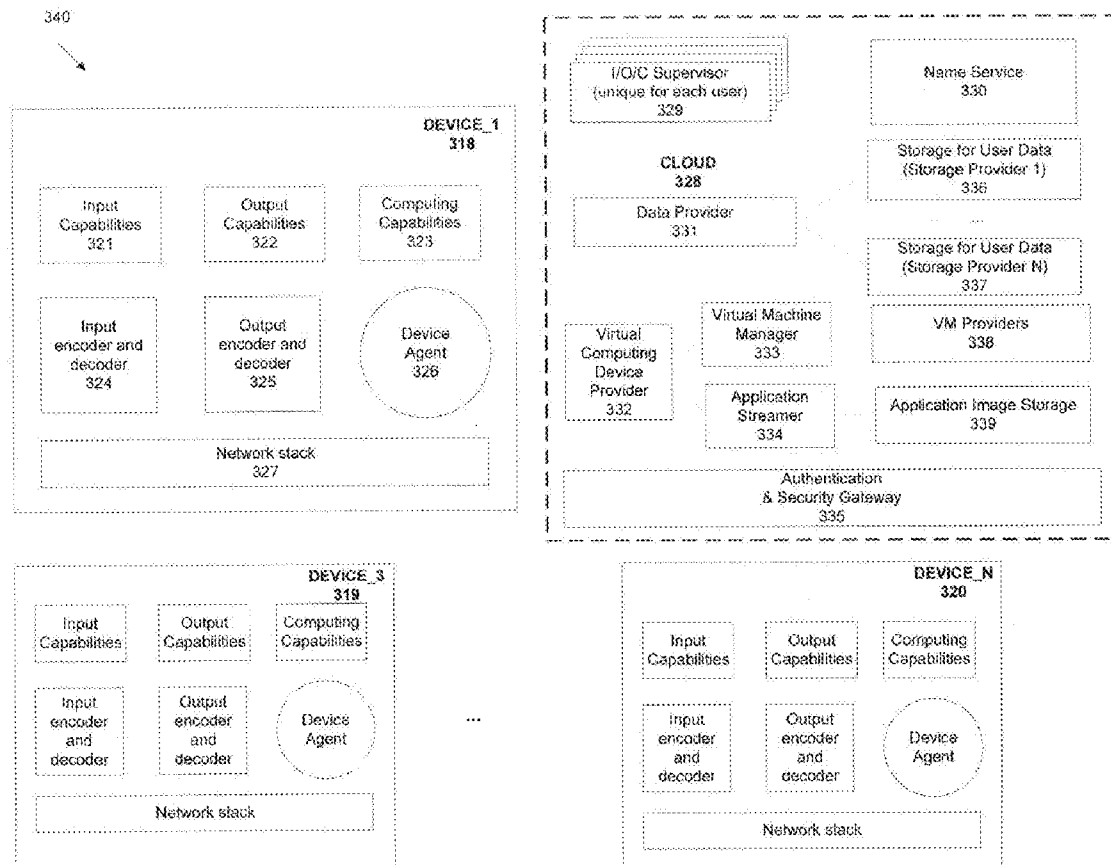 340
DEVICE_1
318
Input
Capabilities
321
Output
Capabilities
322
Computing
Capabilities
323
Input
encoder and
decoder
324
Output
encoder and
decoder
325
Device
Agent
326
Network stack
327
I/O/C Supervisor
(unique for each user)
329
Name Service
330
CLOUD
328
Data Provider
331
Storage for User Data
(Storage Provider 1)
336
...
Storage for User Data
(Storage Provider N)
337
Virtual
Computing
Device
Provider
332
Virtual Machine
Manager
333
VM Providers
338
Application
Streamer
334
Application Image Storage
339
Authentication
& Security Gateway
335
DEVICE_3
319
Input
Capabilities
Output
Capabilities
Computing
Capabilities
Input
encoder
and
decoder
Output
encoder
and
decoder
Device
Agent
Network stack
...
DEVICE_N
320
Input
Capabilities
Output
Capabilities
Computing
Capabilities
Input
encoder
and
decoder
Output
encoder
and
decoder
Device
Agent
Network stack